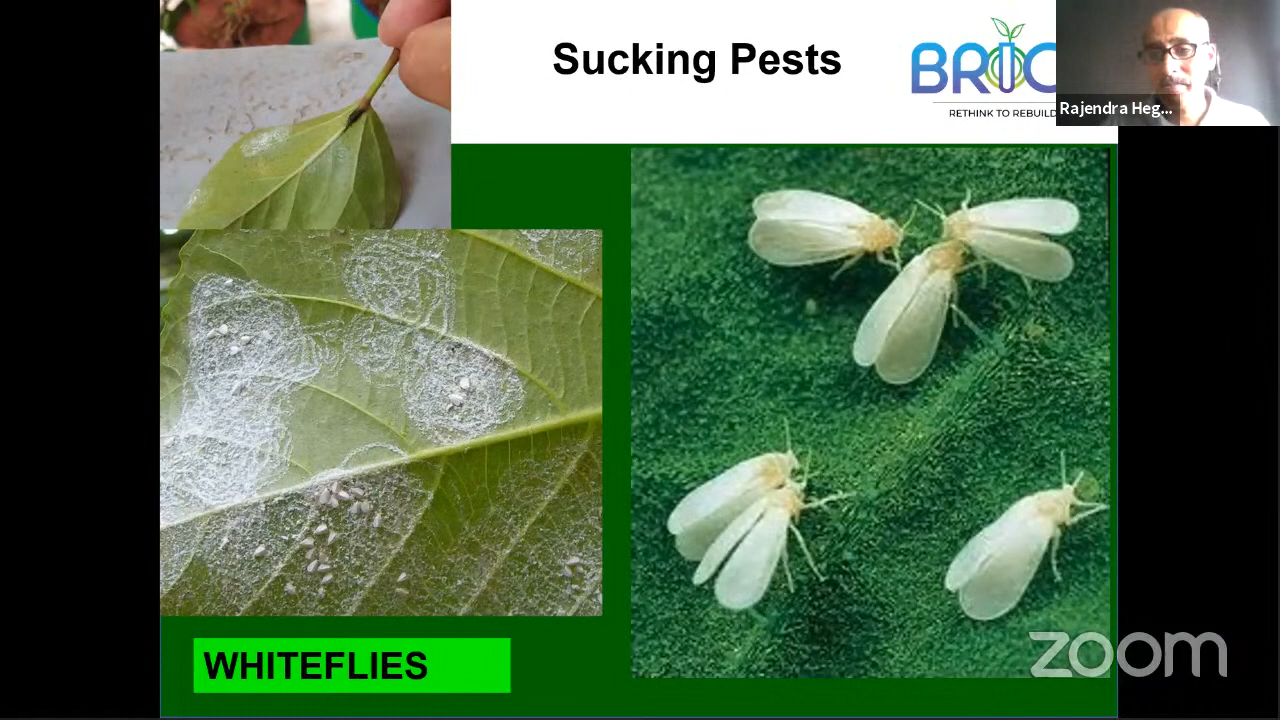 Sucking Pests
BRIC
RETHINK TO REBUILD
Rajendra Heg...
WHITEFLIES
zoom